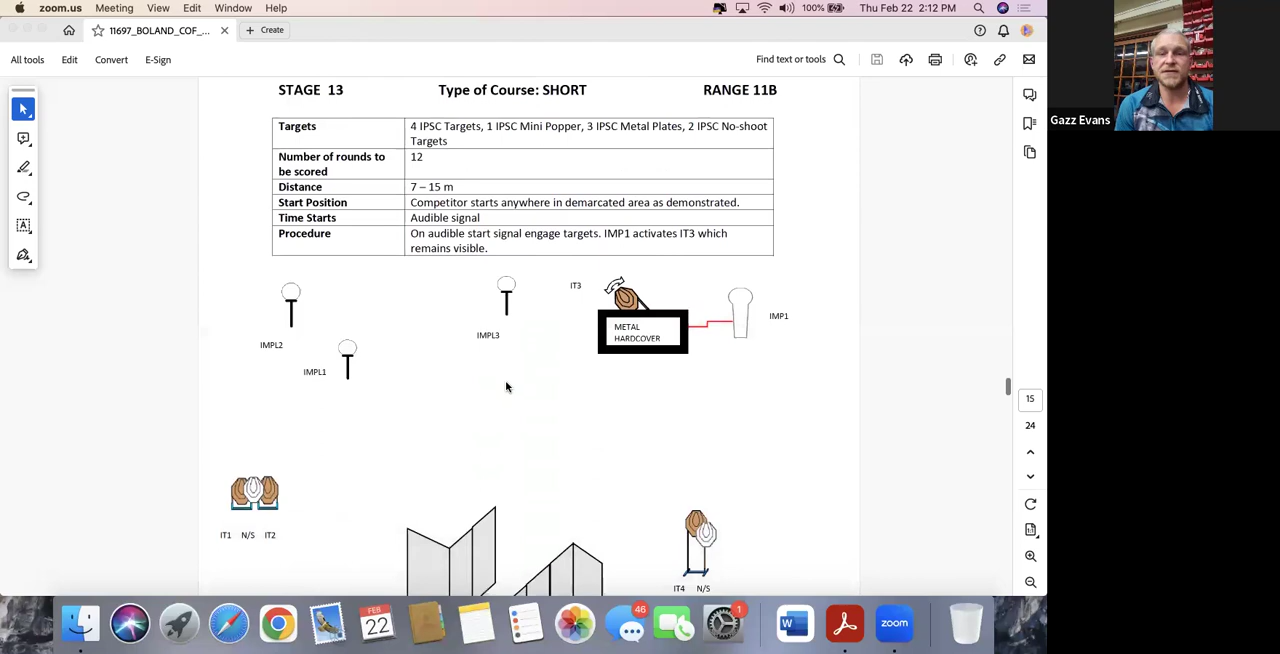 zoom.us Meeting View Edit Window Help 100% Thu Feb 22 2:12 PM
11697_BOLAND_COF_... Create
All tools Edit Convert E-Sign Find text or tools
STAGE 13 Type of Course: SHORT RANGE 11B
Targets 4 IPSC Targets, 1 IPSC Mini Popper, 3 IPSC Metal Plates, 2 IPSC No-shoot
Targets
Number of rounds to 12
be scored
Distance 7 – 15 m
Start Position Competitor starts anywhere in demarcated area as demonstrated.
Time Starts Audible signal
Procedure On audible start signal engage targets. IMP1 activates IT3 which
remains visible.
IT3
IMP1
METAL
HARDCOVER
IMPL2
IMPL3
IMPL1
IT1 N/S IT2
IT4 N/S
15
24
Gazz Evans
FEB
22
46
1
W
zoom